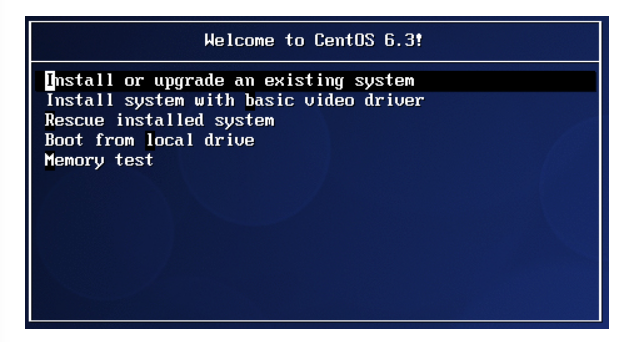 Welcome to CentOS 6.3!
Install or upgrade an existing system
Install system with basic video driver
Rescue installed system
Boot from local drive
Memory test